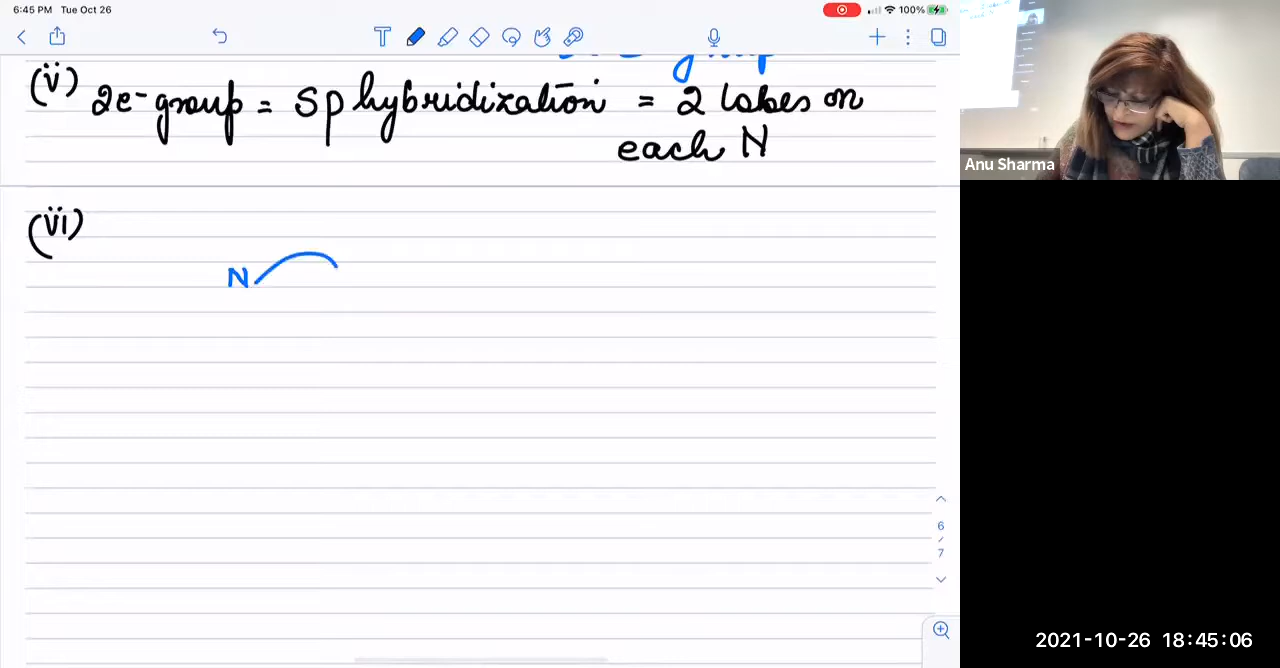 6:45 PM Tue Oct 26
100%
(v) 2e- group = sp hybridization = 2 lobes on
each N
(vi)
N
6
/
7
Anu Sharma
2021-10-26 18:45:06